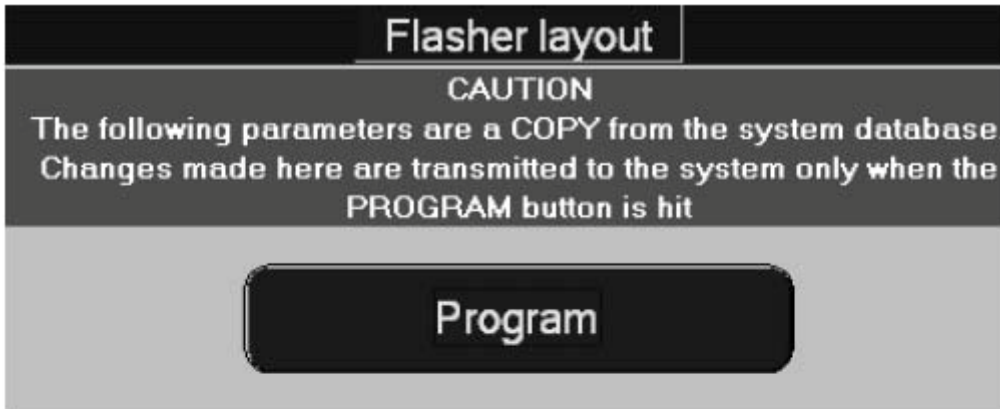 Flasher layout
CAUTION
The following parameters are a COPY from the system database
Changes made here are transmitted to the system only when the
PROGRAM button is hit
Program